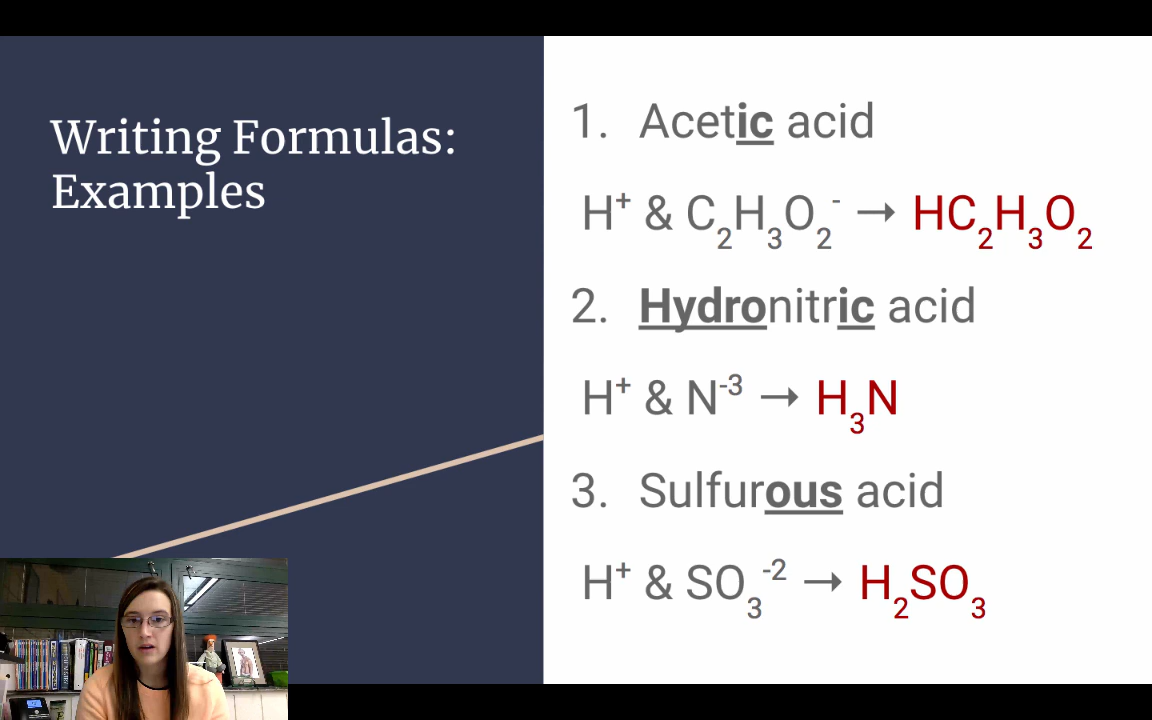 Writing Formulas:
Examples
1. Acetic acid
H⁺ & C₂H₃O₂⁻ → HC₂H₃O₂
2. Hydronitric acid
H⁺ & N⁻³ → H₃N
3. Sulfurous acid
H⁺ & SO₃⁻² → H₂SO₃